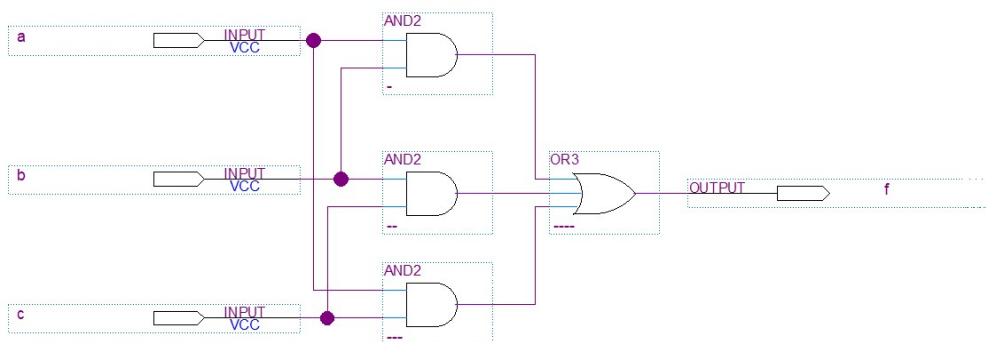 AND2
a INPUT
VCC
-
AND2
OR3
b INPUT
VCC
OUTPUT f
--
----
AND2
c INPUT
VCC
---